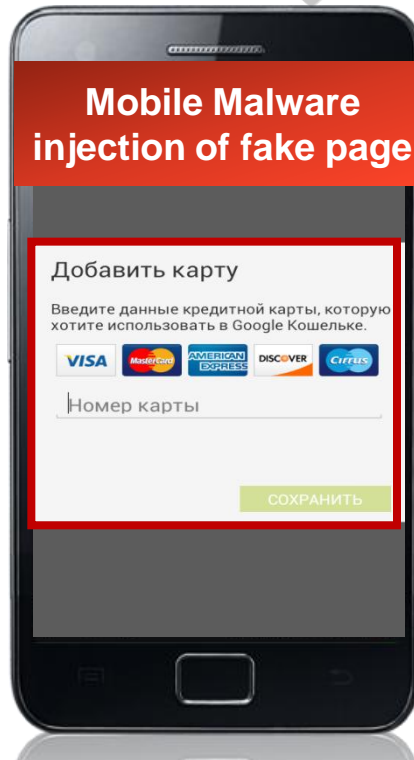 Mobile Malware
injection of fake page
Добавить карту
Введите данные кредитной карты, которую
хотите использовать в Google Кошельке.
VISA MasterCard AMERICAN EXPRESS DISCOVER Cirrus
Номер карты
СОХРАНИТЬ